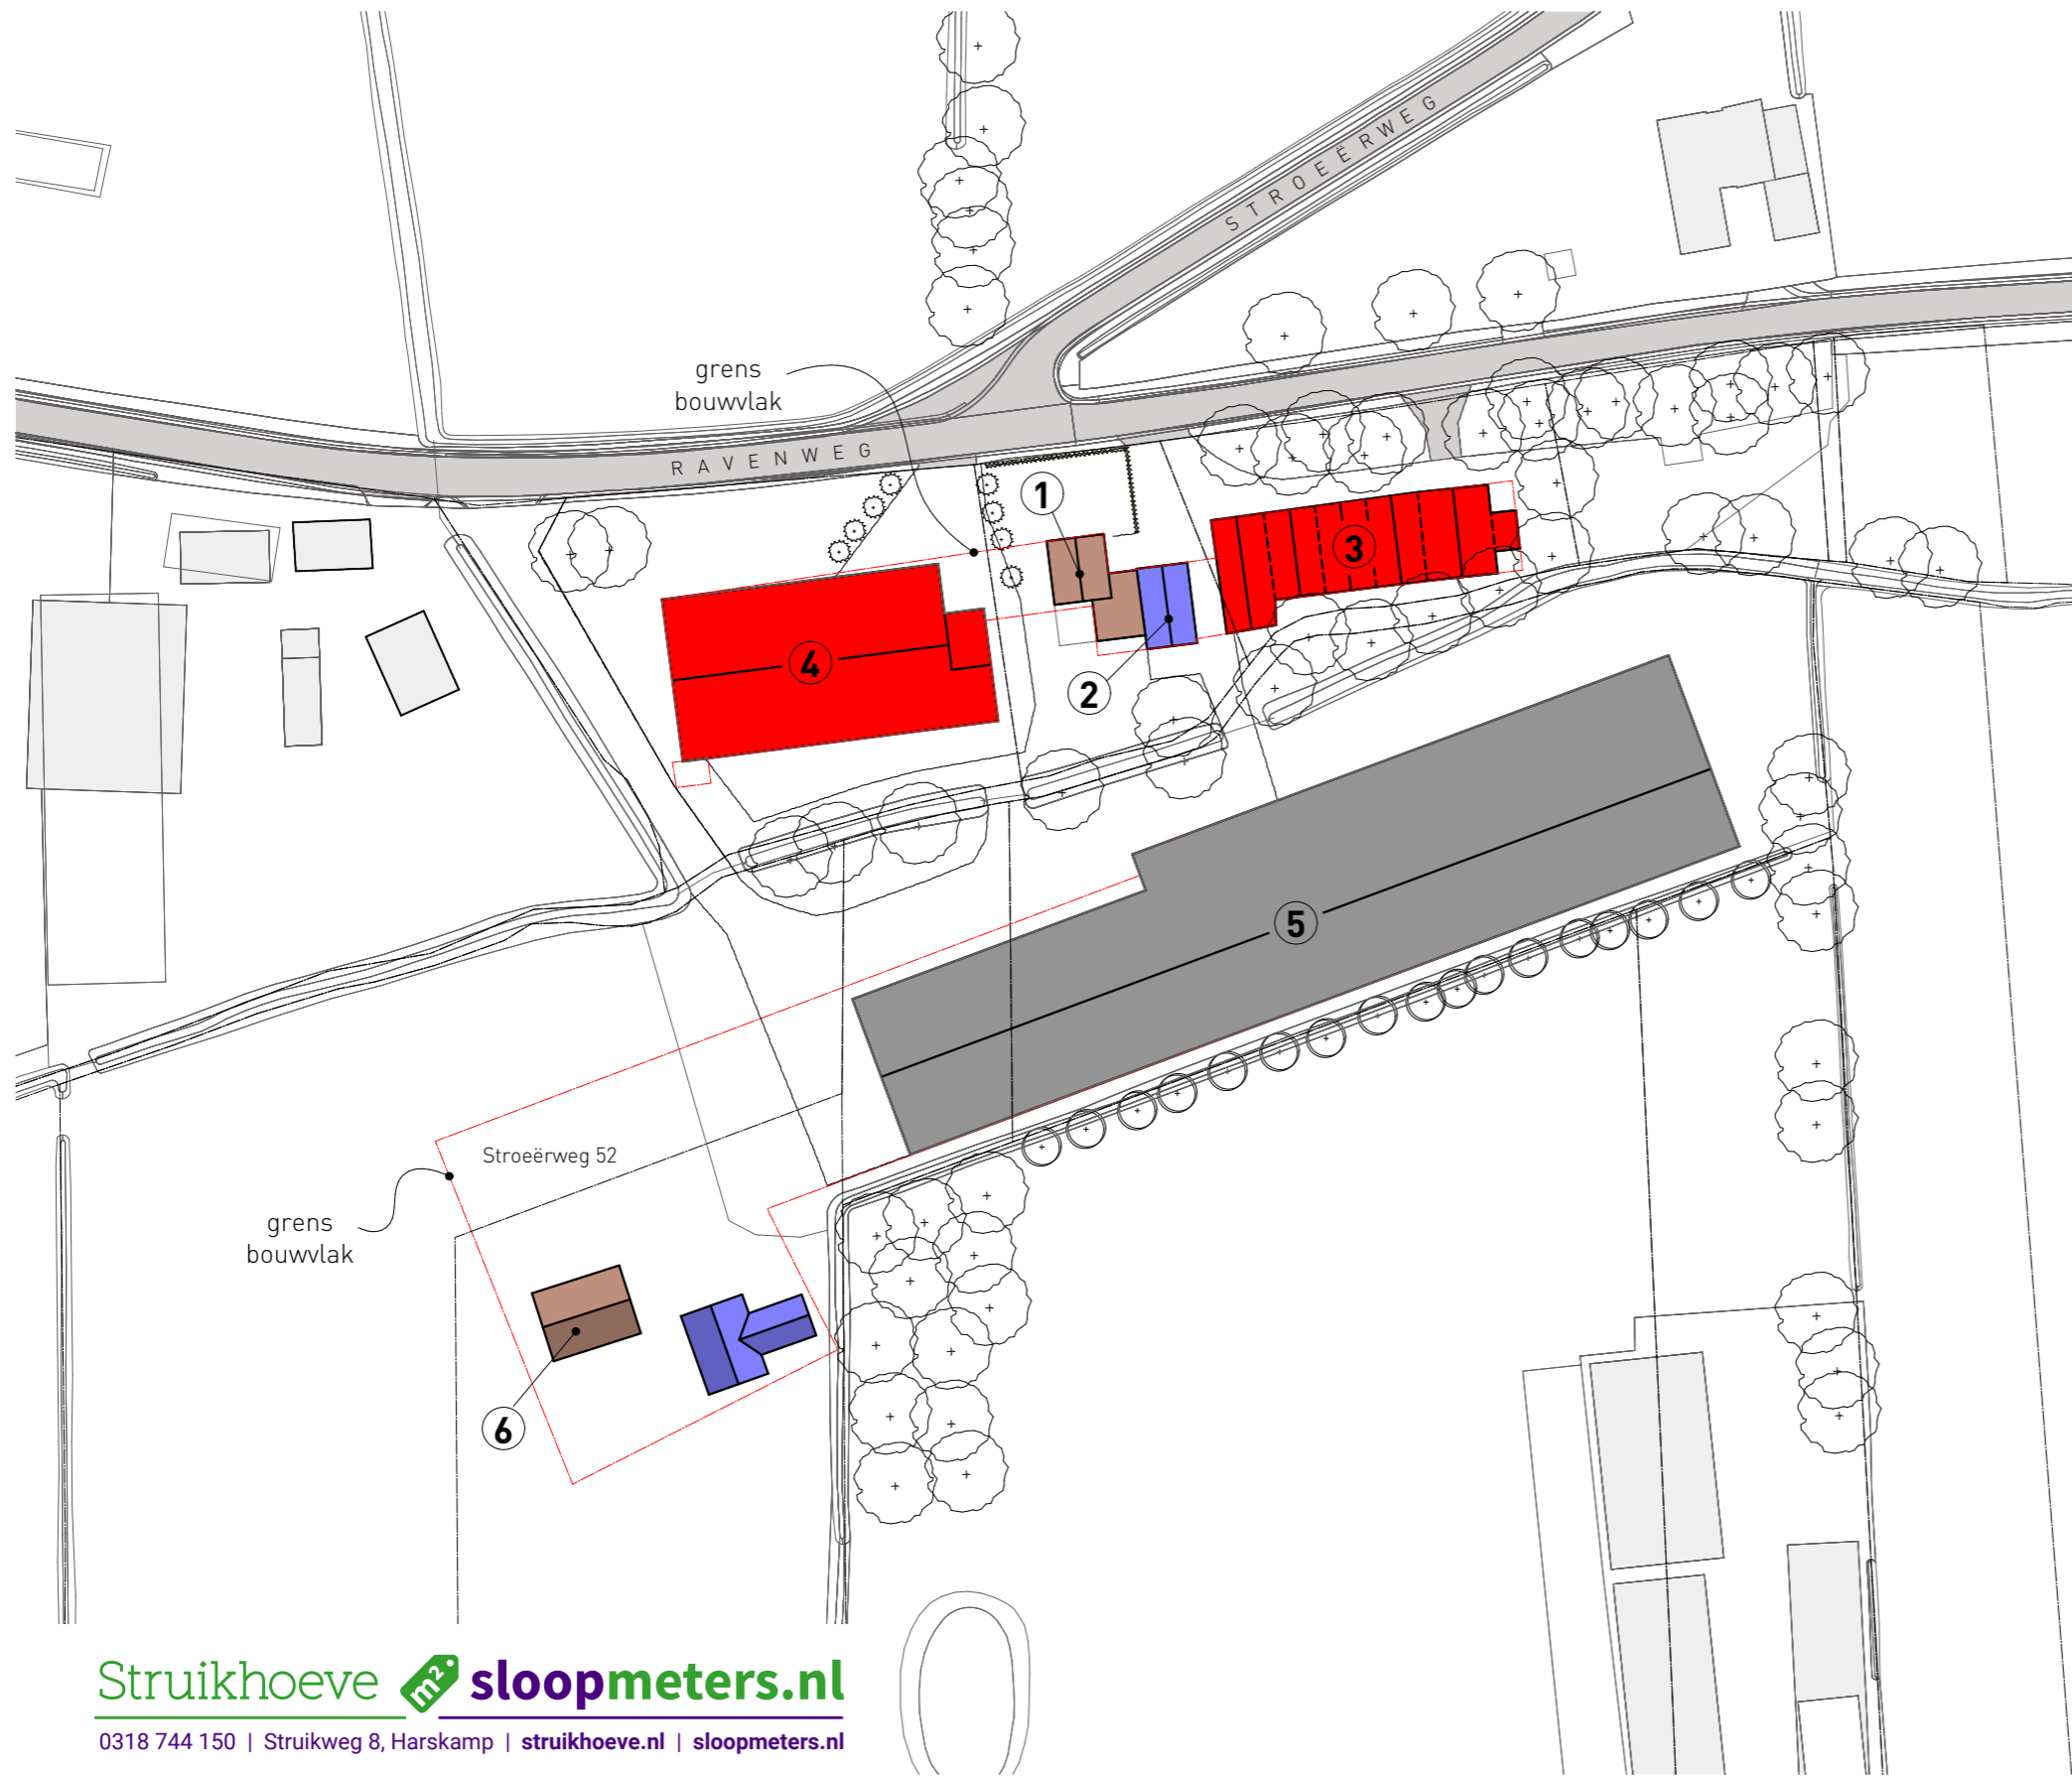 STROEËRWEG
grens
bouwvlak
RAVENWEG
1
3
4
2
5
Stroeërweg 52
grens
bouwvlak
6
Struikhoeve m² sloopmeters.nl
0318 744 150 | Struikweg 8, Harskamp | struikhoeve.nl | sloopmeters.nl